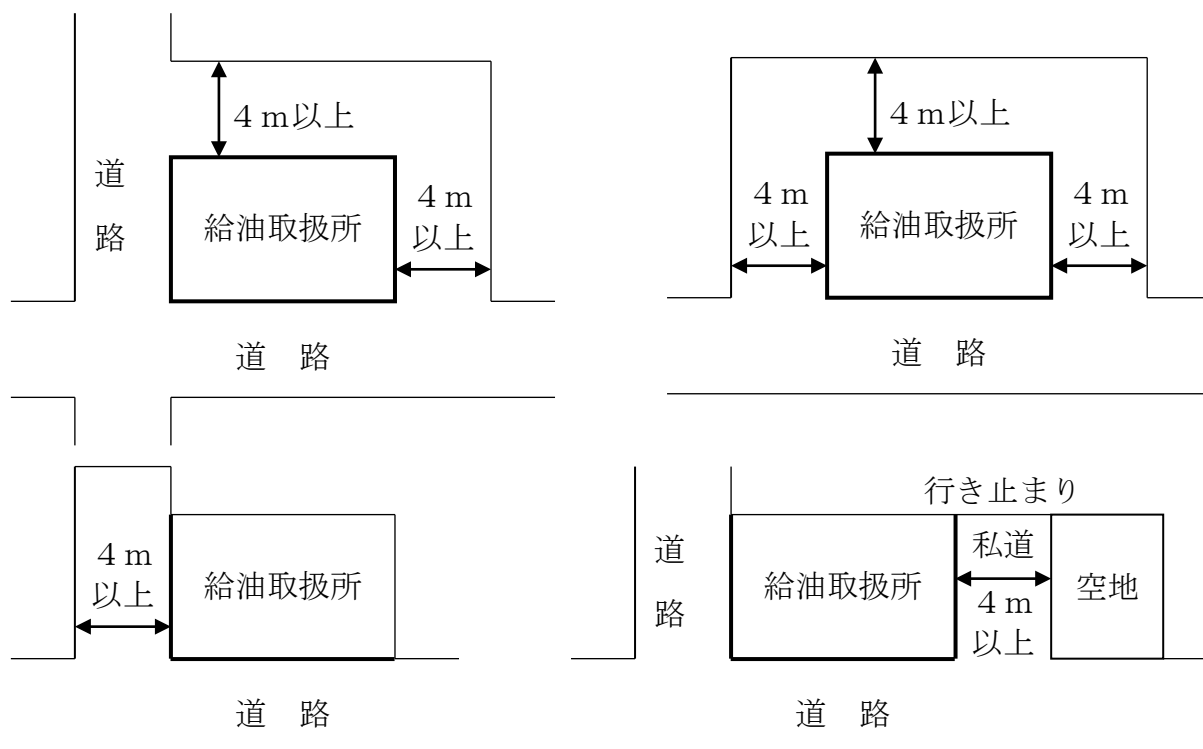 ４ｍ以上
道
路
給油取扱所
４ｍ
以上
道　路
４ｍ以上
４ｍ
以上
給油取扱所
４ｍ
以上
道　路
４ｍ
以上
給油取扱所
道　路
行き止まり
道
路
給油取扱所
私道
４ｍ
以上
空地
道　路